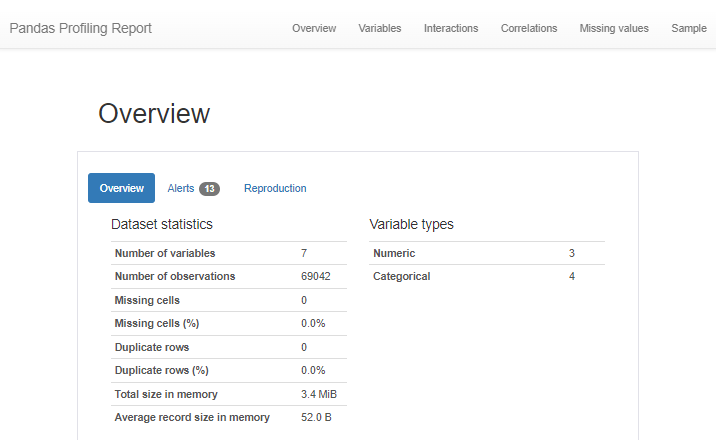 Pandas Profiling Report Overview Variables Interactions Correlations Missing values Sample
Overview
Overview Alerts 13 Reproduction
Dataset statistics
Number of variables 7
Number of observations 69042
Missing cells 0
Missing cells (%) 0.0%
Duplicate rows 0
Duplicate rows (%) 0.0%
Total size in memory 3.4 MiB
Average record size in memory 52.0 B
Variable types
Numeric 3
Categorical 4